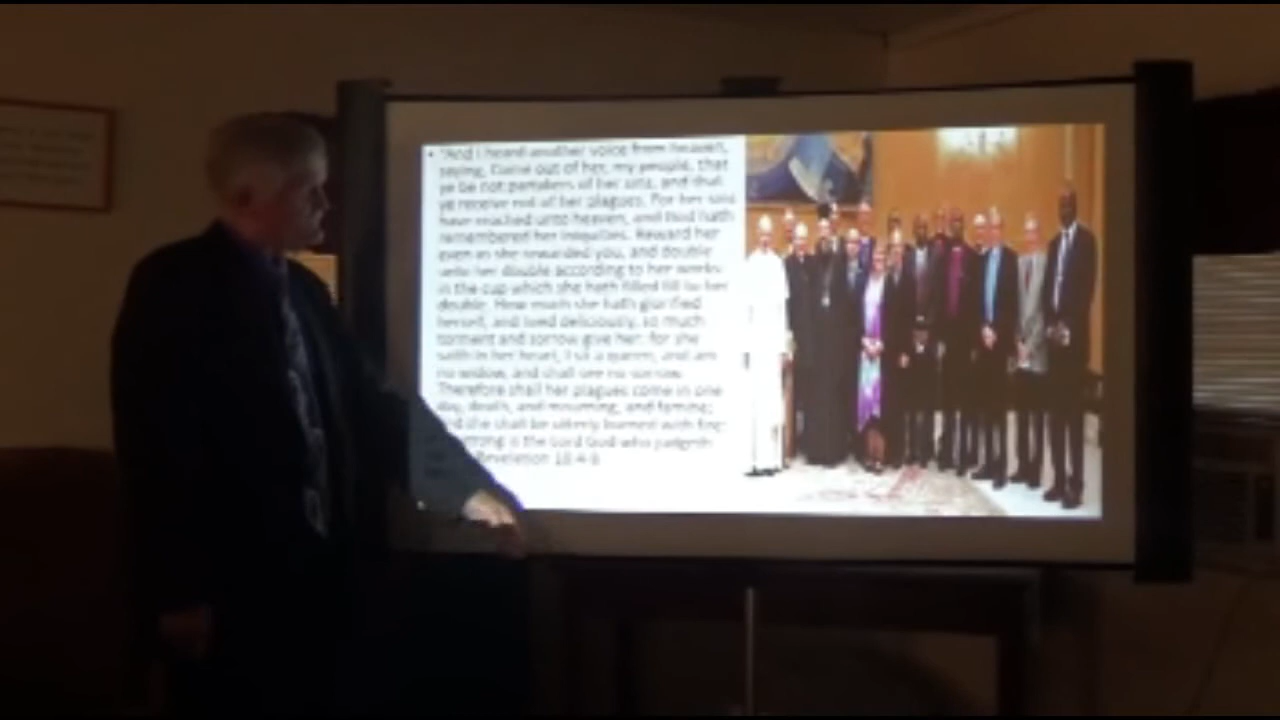 • "And I heard another voice from heaven,
saying, Come out of her, my people, that
ye be not partakers of her sins, and that
ye receive not of her plagues. For her sins
have reached unto heaven, and God hath
remembered her iniquities. Reward her
even as she rewarded you, and double
unto her double according to her works:
in the cup which she hath filled fill to her
double. How much she hath glorified
herself, and lived deliciously, so much
torment and sorrow give her: for she
saith in her heart, I sit a queen, and am
no widow, and shall see no sorrow.
Therefore shall her plagues come in one
day, death, and mourning, and famine;
and she shall be utterly burned with fire:
strong is the Lord God who judgeth
Revelation 18:4-8